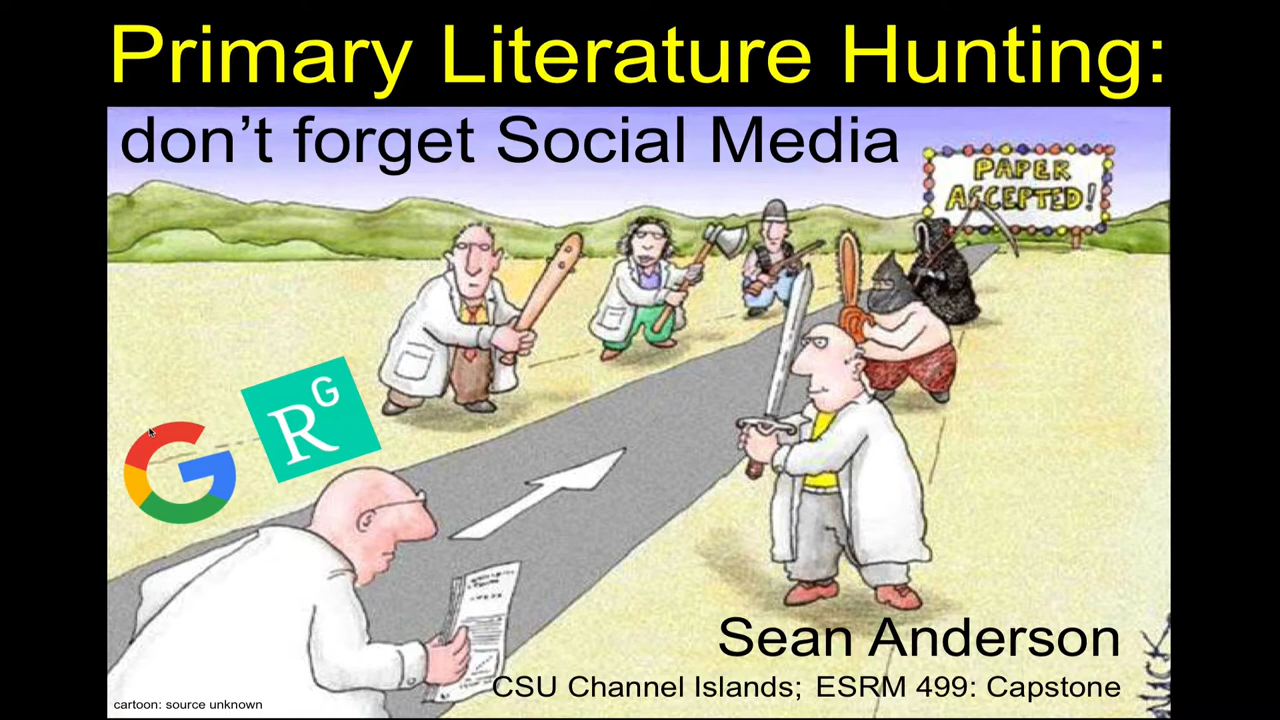 Primary Literature Hunting:
don't forget Social Media
PAPER
ACCEPTED!
G
RG
Sean Anderson
CSU Channel Islands; ESRM 499: Capstone
cartoon: source unknown